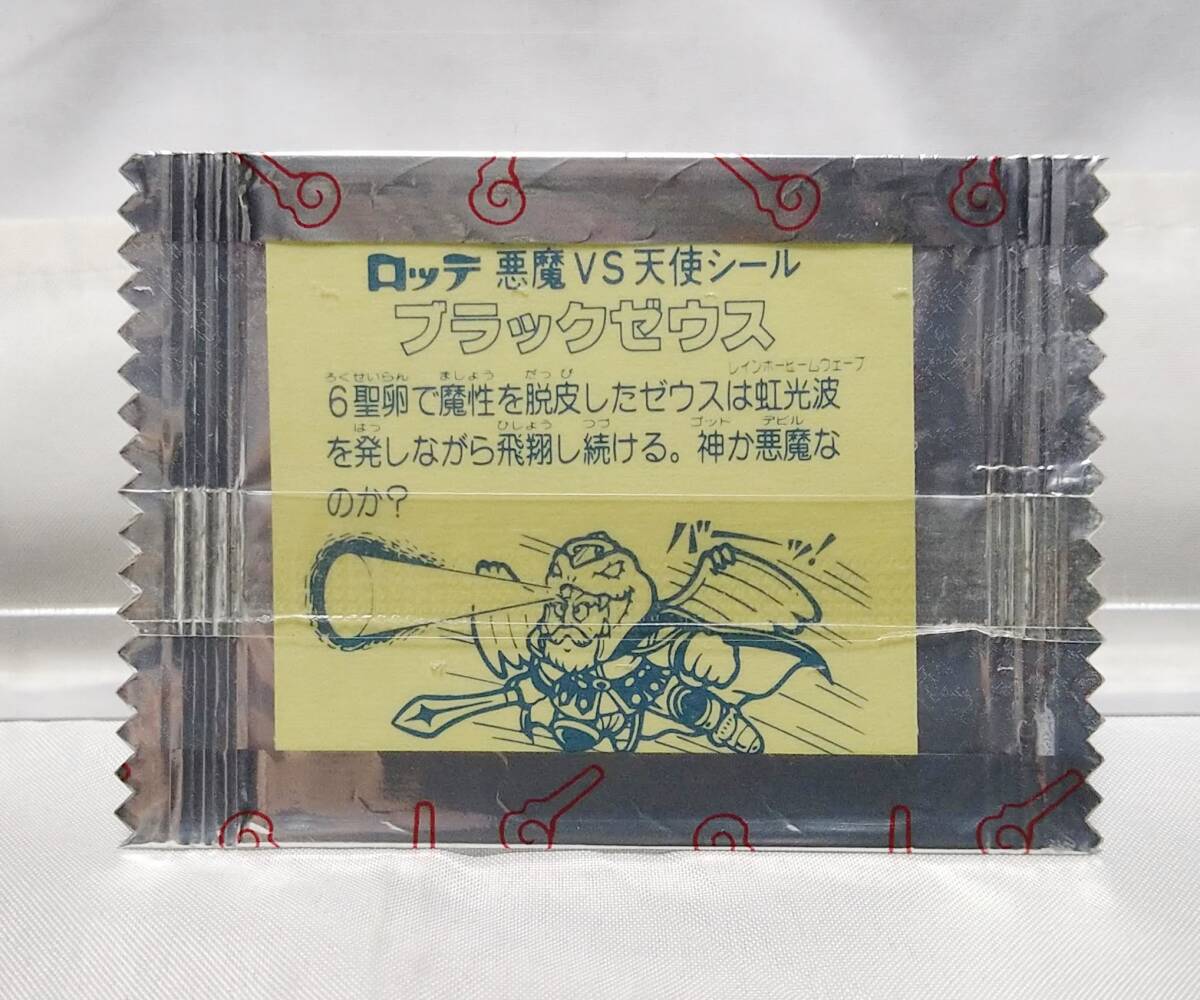 ロッテ 悪魔VS天使シール
ブラックゼウス
ろくせいらん ましょう だっぴ レインボービームウェーブ
6聖卵で魔性を脱皮したゼウスは虹光波
はっ ひしょう つづ ゴット デビル
を発しながら飛翔し続ける。神か悪魔な
のか?
バッ!!